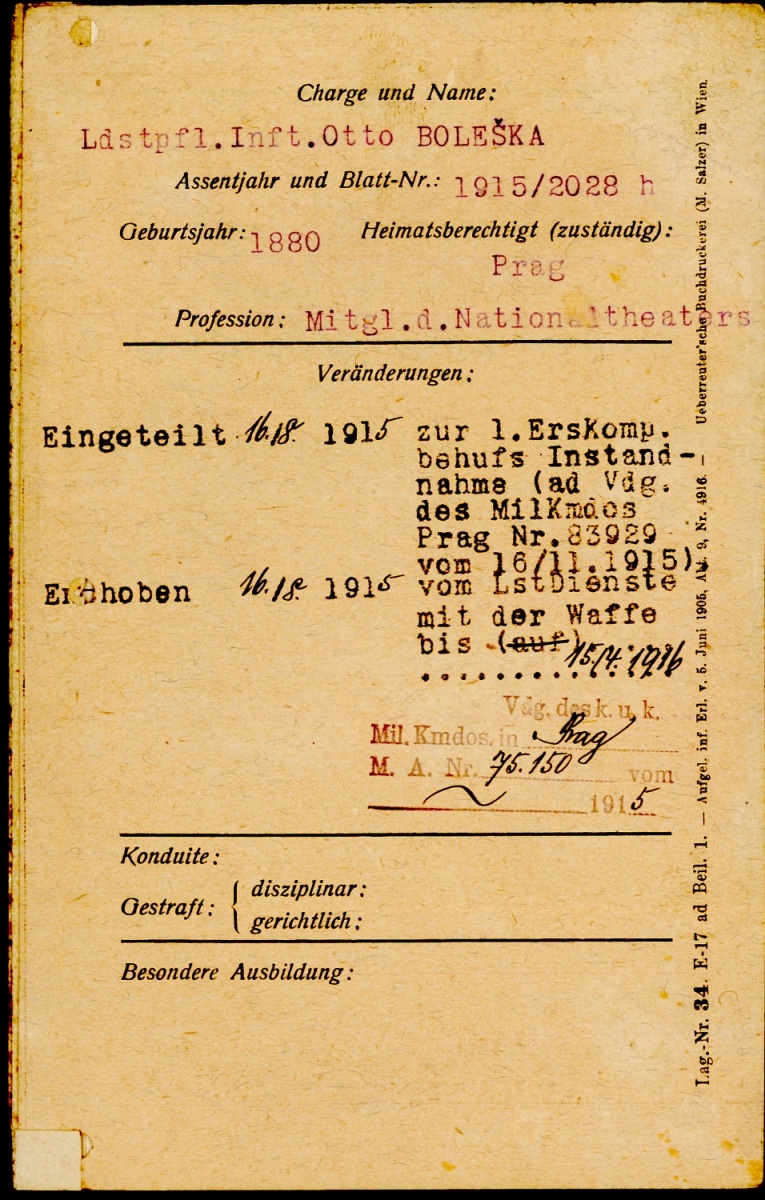 Charge und Name:
Ldstpfl.Inft.Otto BOLEŠKA
Assentjahr und Blatt-Nr.: 1915/2028 h
Geburtsjahr: 1880 Heimatsberechtigt (zuständig):
Prag
Profession: Mitgl.d.Nationaltheaters
Veränderungen:
Eingeteilt 16./8. 1915 zur 1.ErsKomp.
behufs Instand-
nahme (ad Vdg.
des MilKmdos
Prag Nr.83929
vom 16/11.1915).
Enthoben 16./8. 1915 vom LstDienste
mit der Waffe
bis (auf)
15/4. 1916
Vdg. des k. u. k.
Mil. Kmdos. in Prag
M. A. Nr. 75.150 vom
1915
Konduite:
Gestraft: { disziplinar:
gerichtlich:
Besondere Ausbildung:
Lag.-Nr. 34. E-17 ad Beil. 1. — Aufgel. inf. Erl. v. 5. Juni 1905, Abt. 9, Nr. 4916. — Ueberreuter'sche Buchdruckerei (M. Salzer) in Wien.